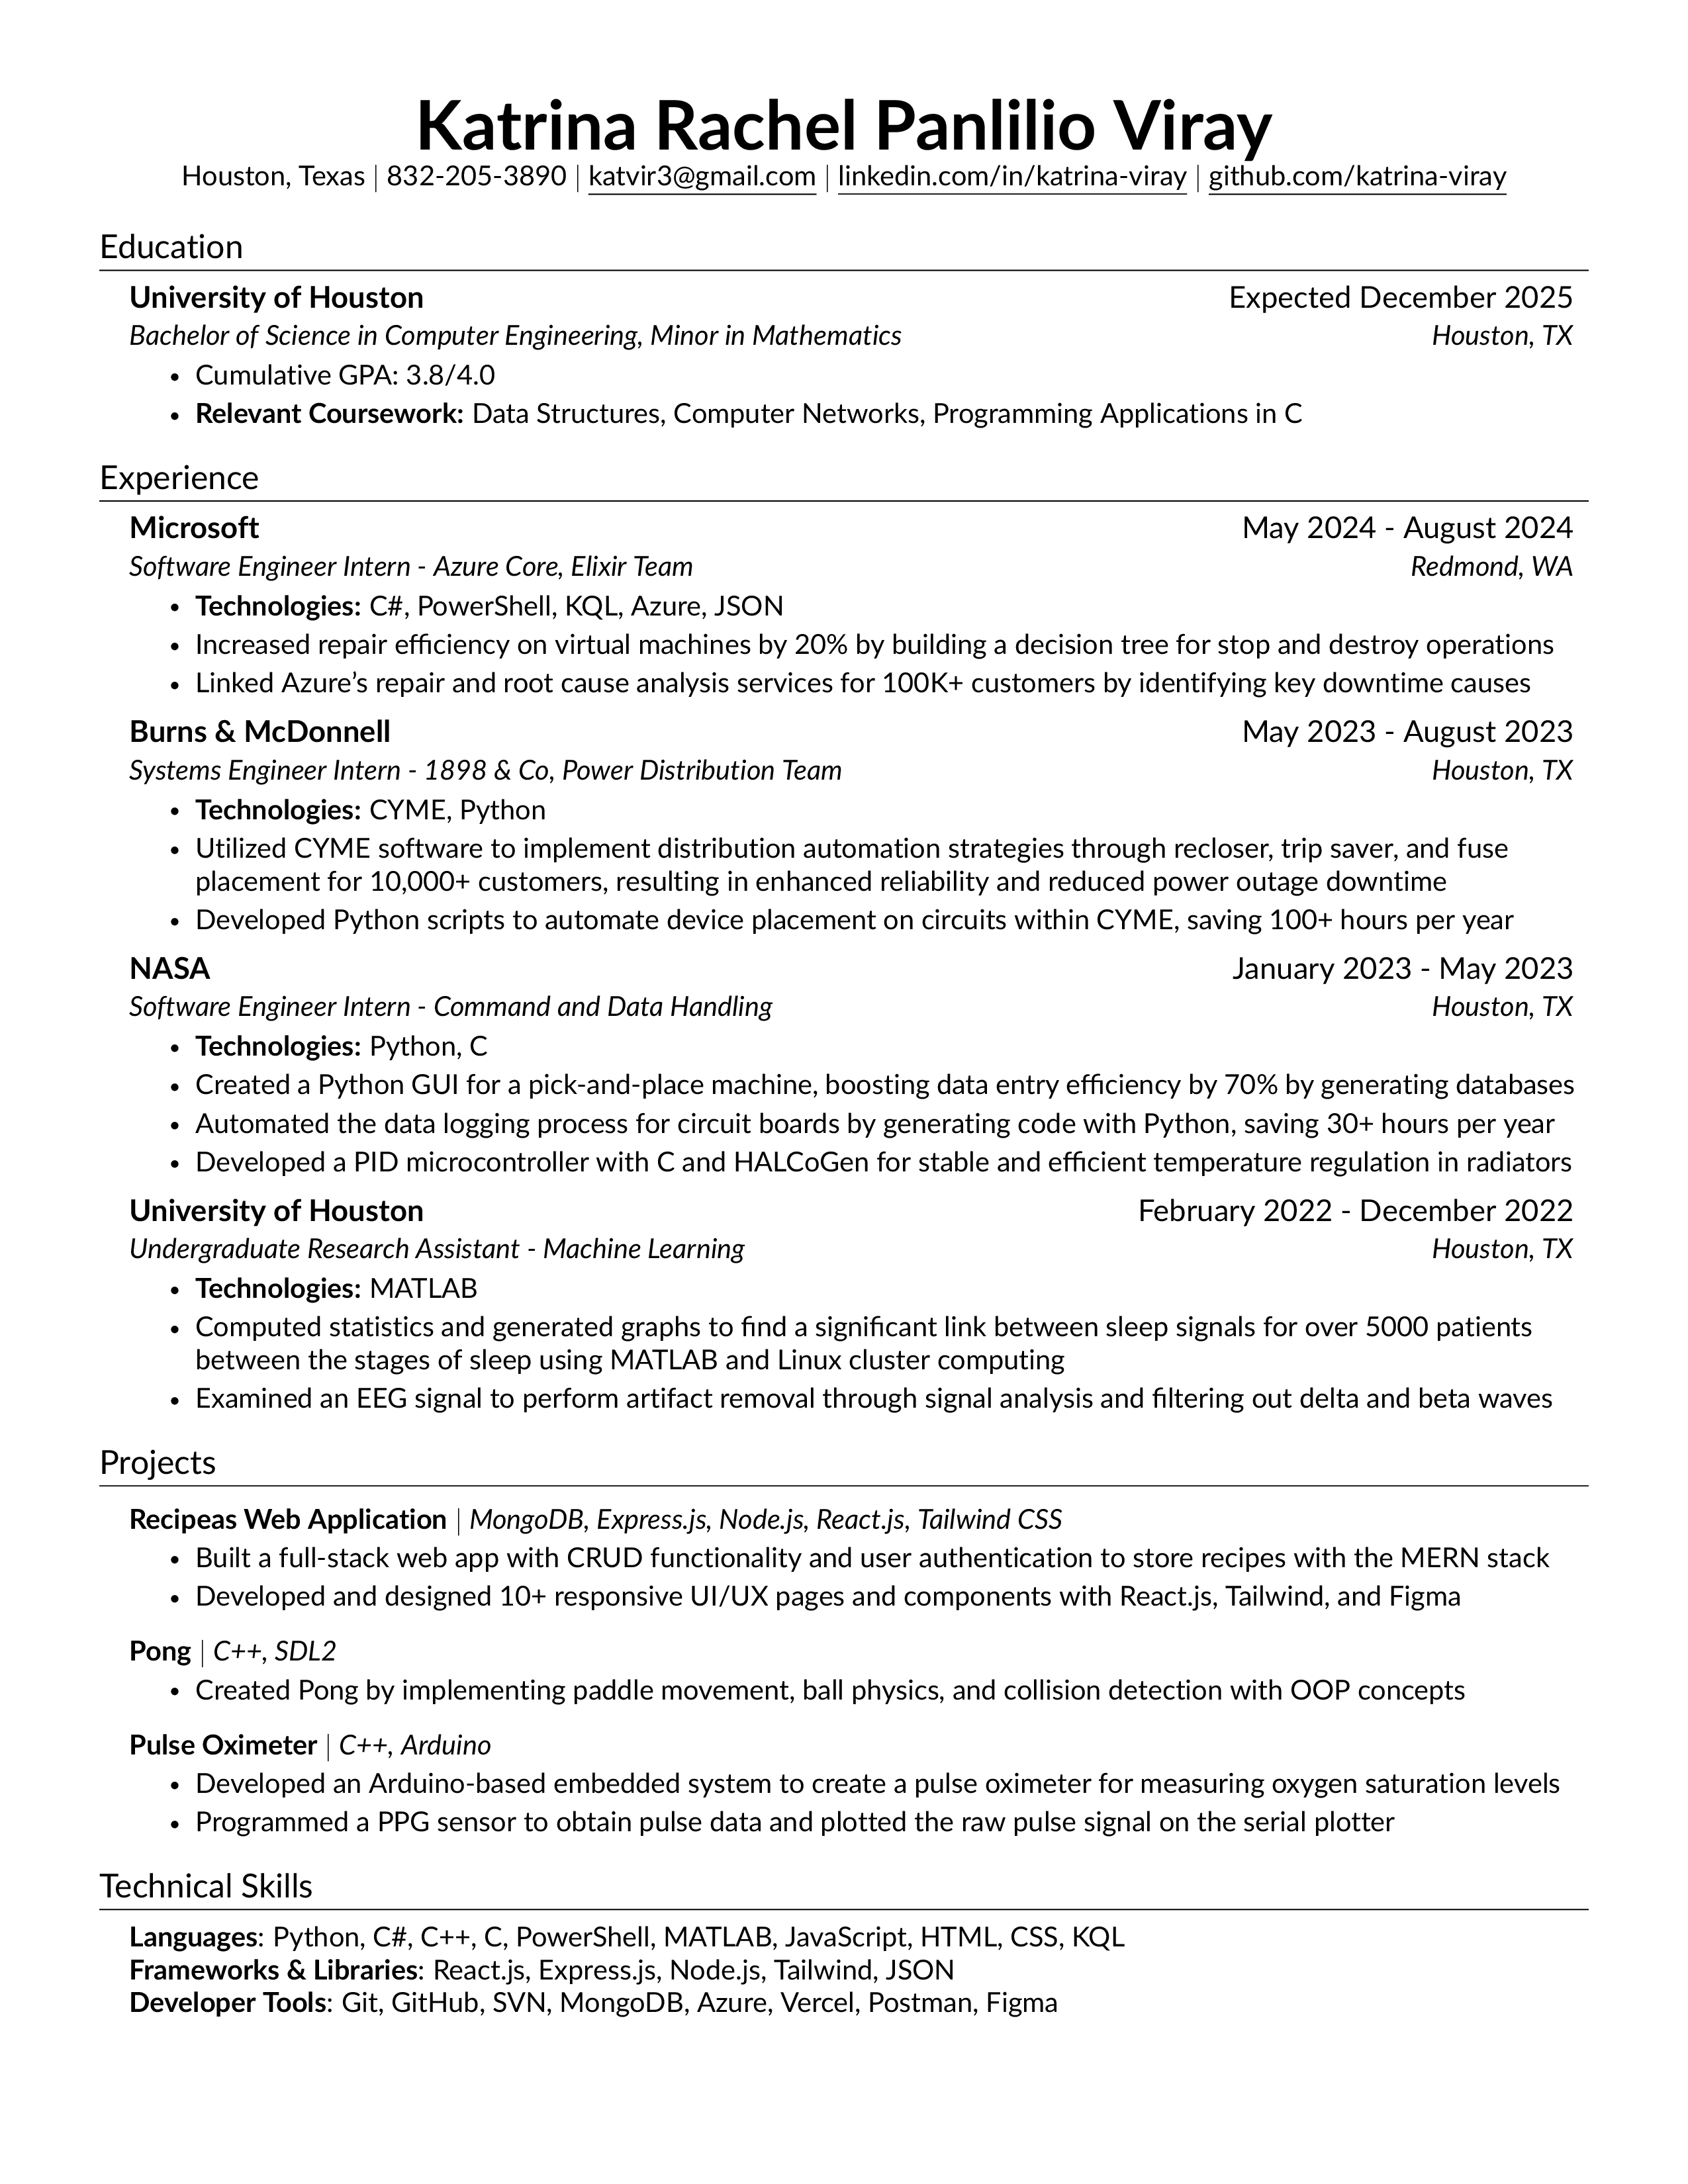 Katrina Rachel Panlilio Viray
Houston, Texas | 832-205-3890 | katvir3@gmail.com | linkedin.com/in/katrina-viray | github.com/katrina-viray
Education
University of Houston Expected December 2025
Bachelor of Science in Computer Engineering, Minor in Mathematics Houston, TX
• Cumulative GPA: 3.8/4.0
• Relevant Coursework: Data Structures, Computer Networks, Programming Applications in C
Experience
Microsoft May 2024 - August 2024
Software Engineer Intern - Azure Core, Elixir Team Redmond, WA
• Technologies: C#, PowerShell, KQL, Azure, JSON
• Increased repair efficiency on virtual machines by 20% by building a decision tree for stop and destroy operations
• Linked Azure’s repair and root cause analysis services for 100K+ customers by identifying key downtime causes
Burns & McDonnell May 2023 - August 2023
Systems Engineer Intern - 1898 & Co, Power Distribution Team Houston, TX
• Technologies: CYME, Python
• Utilized CYME software to implement distribution automation strategies through recloser, trip saver, and fuse
placement for 10,000+ customers, resulting in enhanced reliability and reduced power outage downtime
• Developed Python scripts to automate device placement on circuits within CYME, saving 100+ hours per year
NASA January 2023 - May 2023
Software Engineer Intern - Command and Data Handling Houston, TX
• Technologies: Python, C
• Created a Python GUI for a pick-and-place machine, boosting data entry efficiency by 70% by generating databases
• Automated the data logging process for circuit boards by generating code with Python, saving 30+ hours per year
• Developed a PID microcontroller with C and HALCoGen for stable and efficient temperature regulation in radiators
University of Houston February 2022 - December 2022
Undergraduate Research Assistant - Machine Learning Houston, TX
• Technologies: MATLAB
• Computed statistics and generated graphs to find a significant link between sleep signals for over 5000 patients
between the stages of sleep using MATLAB and Linux cluster computing
• Examined an EEG signal to perform artifact removal through signal analysis and filtering out delta and beta waves
Projects
Recipeas Web Application | MongoDB, Express.js, Node.js, React.js, Tailwind CSS
• Built a full-stack web app with CRUD functionality and user authentication to store recipes with the MERN stack
• Developed and designed 10+ responsive UI/UX pages and components with React.js, Tailwind, and Figma
Pong | C++, SDL2
• Created Pong by implementing paddle movement, ball physics, and collision detection with OOP concepts
Pulse Oximeter | C++, Arduino
• Developed an Arduino-based embedded system to create a pulse oximeter for measuring oxygen saturation levels
• Programmed a PPG sensor to obtain pulse data and plotted the raw pulse signal on the serial plotter
Technical Skills
Languages: Python, C#, C++, C, PowerShell, MATLAB, JavaScript, HTML, CSS, KQL
Frameworks & Libraries: React.js, Express.js, Node.js, Tailwind, JSON
Developer Tools: Git, GitHub, SVN, MongoDB, Azure, Vercel, Postman, Figma